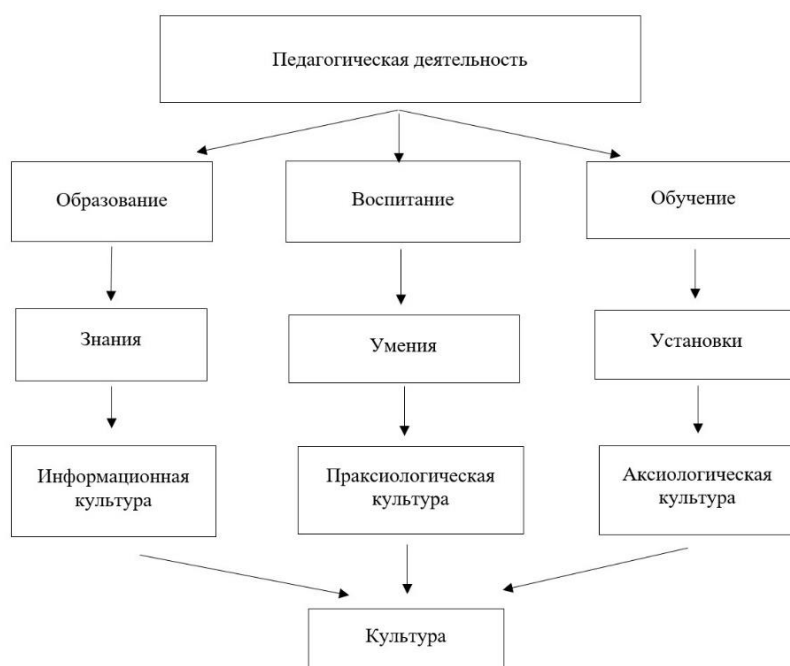 Педагогическая деятельность
Образование
Воспитание
Обучение
Знания
Умения
Установки
Информационная
культура
Праксиологическая
культура
Аксиологическая
культура
Культура